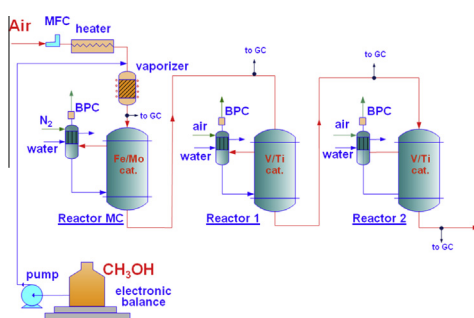 Air
MFC
heater
to GC
to GC
vaporizer
BPC
to GC
BPC
BPC
N2
air
air
water
Fe/Mo
cat.
water
V/Ti
cat.
water
V/Ti
cat.
Reactor MC
Reactor 1
Reactor 2
to GC
CH3OH
pump
electronic
balance